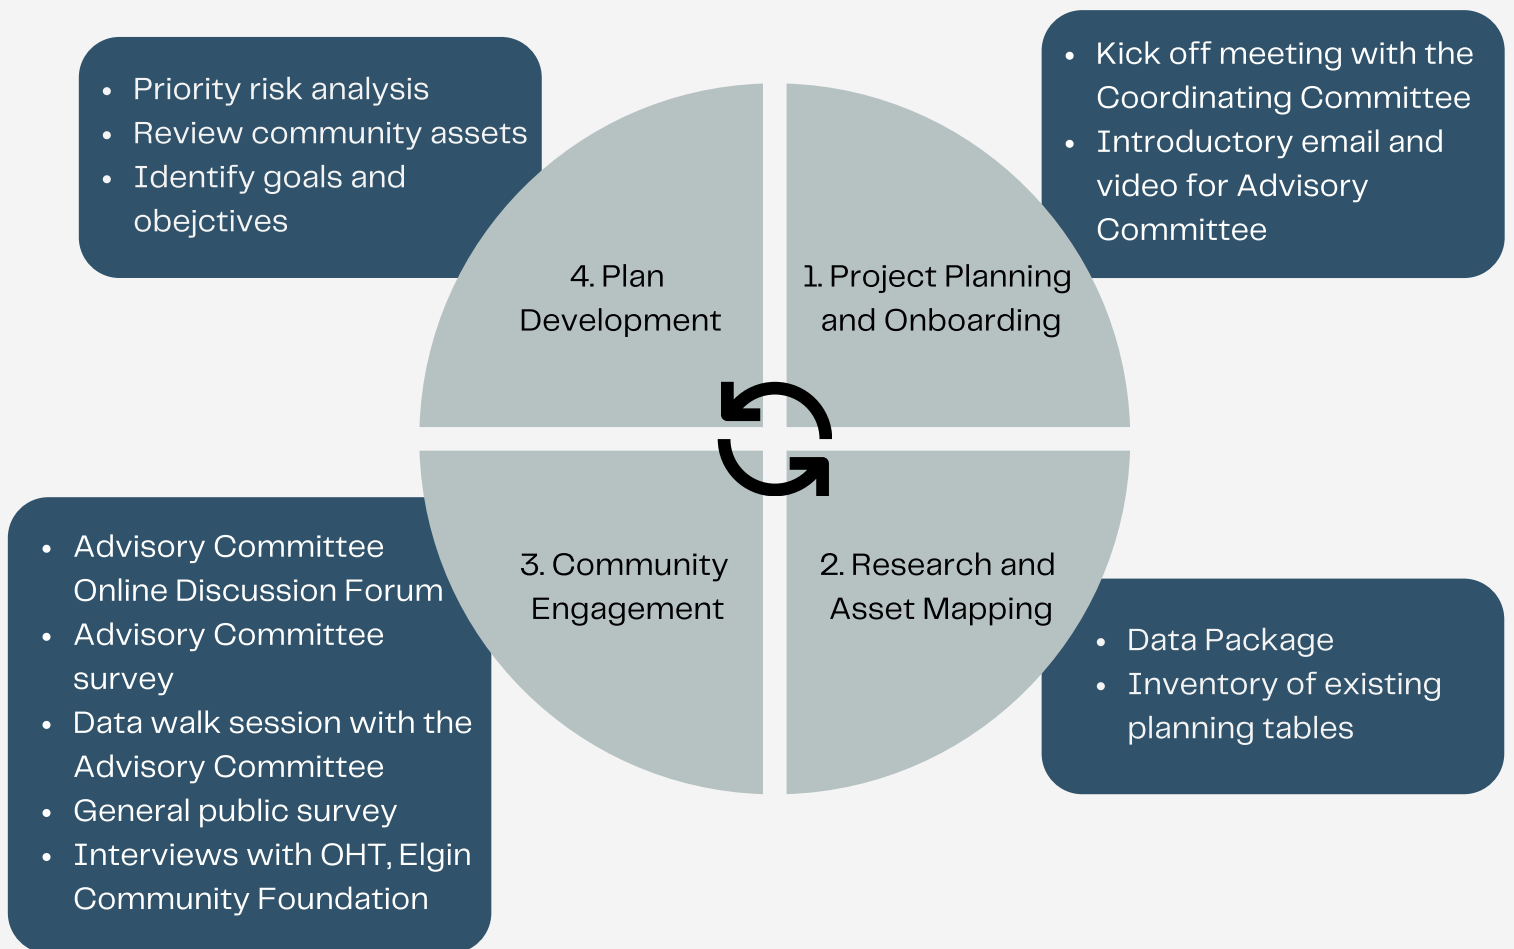 • Priority risk analysis
• Review community assets
• Identify goals and
obejctives
• Kick off meeting with the
Coordinating Committee
• Introductory email and
video for Advisory
Committee
4. Plan
Development
1. Project Planning
and Onboarding
3. Community
Engagement
2. Research and
Asset Mapping
• Advisory Committee
Online Discussion Forum
• Advisory Committee
survey
• Data walk session with the
Advisory Committee
• General public survey
• Interviews with OHT, Elgin
Community Foundation
• Data Package
• Inventory of existing
planning tables